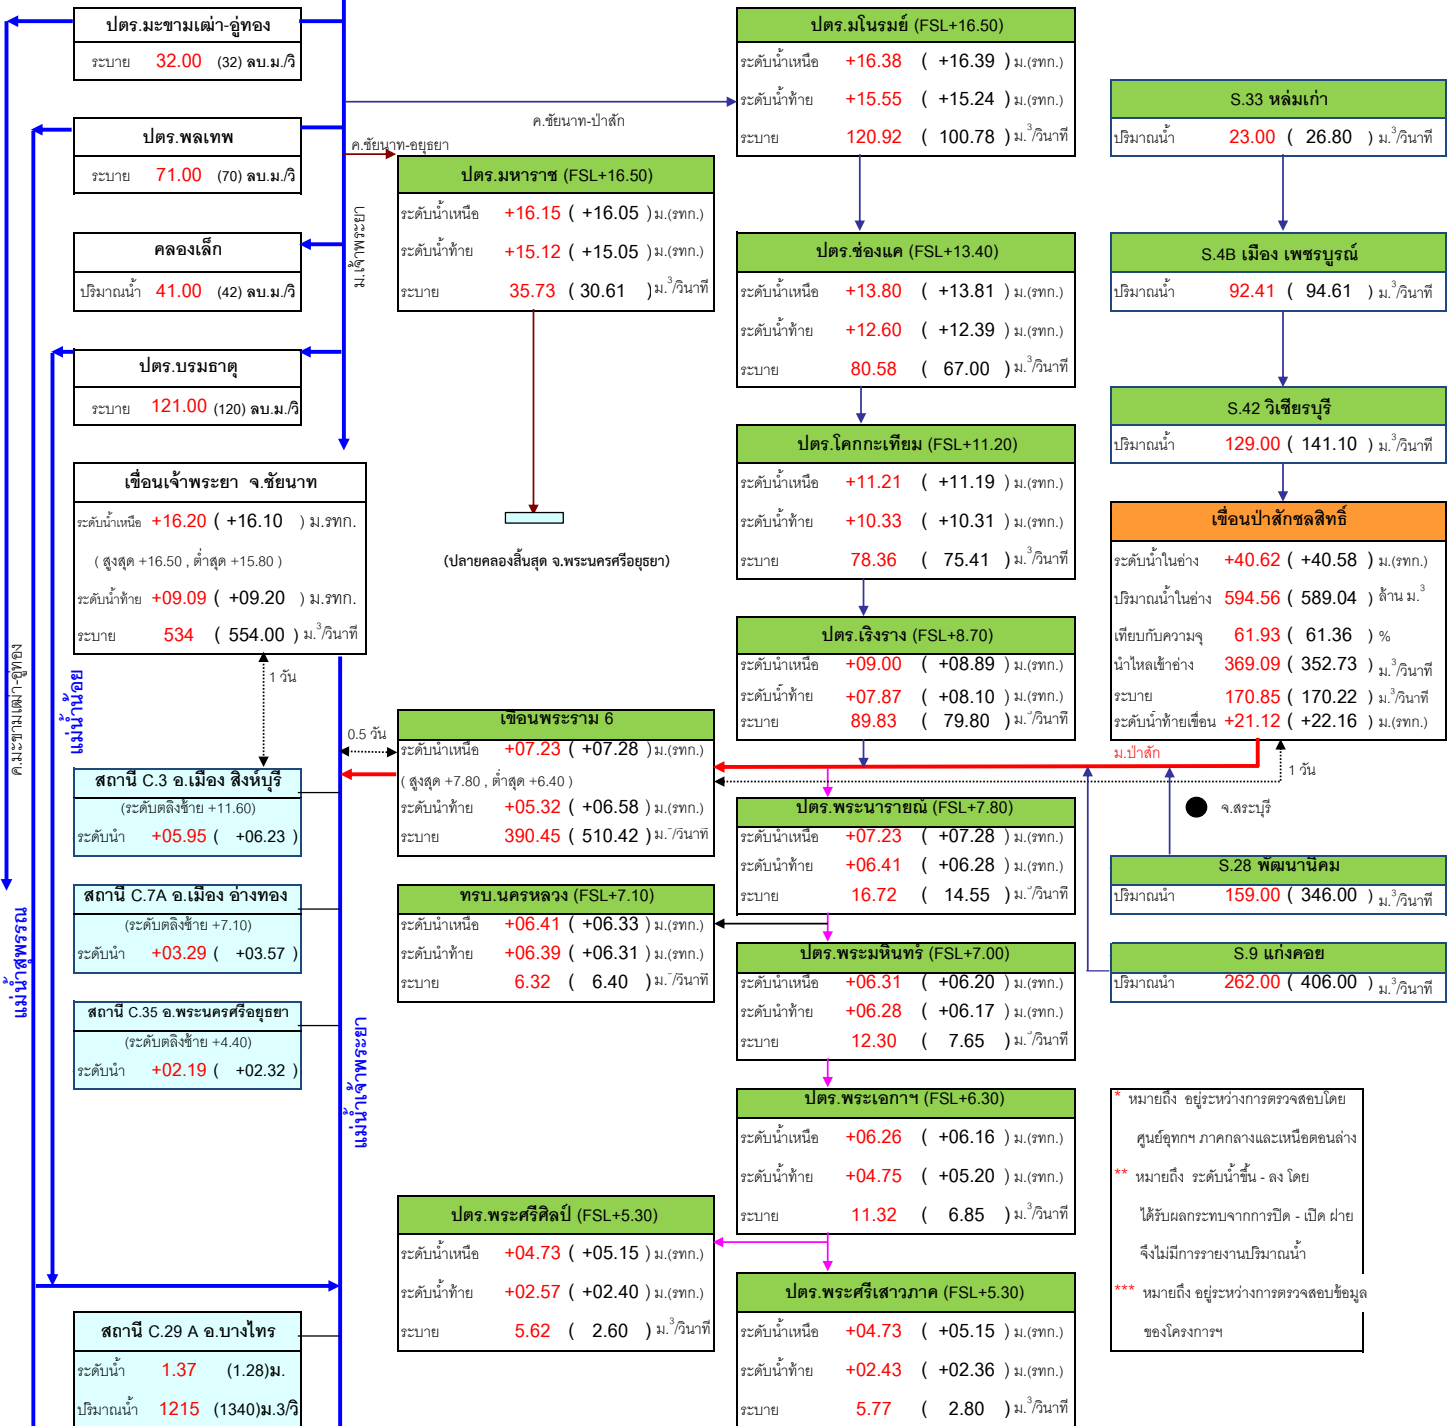 ปตร.มะขามเฒ่า-อู่ทอง
ระบาย 32.00 (32) ลบ.ม./วิ
ปตร.พลเทพ
ระบาย 71.00 (70) ลบ.ม./วิ
คลองเล็ก
ปริมาณน้ำ 41.00 (42) ลบ.ม./วิ
ปตร.บรมธาตุ
ระบาย 121.00 (120) ลบ.ม./วิ
เขื่อนเจ้าพระยา จ.ชัยนาท
ระดับน้ำเหนือ +16.20 ( +16.10 ) ม.รทก.
( สูงสุด +16.50 , ต่ำสุด +15.80 )
ระดับน้ำท้าย +09.09 ( +09.20 ) ม.รทก.
ระบาย 534 ( 554.00 ) ม.3/วินาที
1 วัน
ค.มะขามเฒ่า-อู่ทอง
แม่น้ำน้อย
แม่น้ำสุพรรณ
ม.เจ้าพระยา
แม่น้ำเจ้าพระยา
สถานี C.3 อ.เมือง สิงห์บุรี
(ระดับตลิ่งซ้าย +11.60)
ระดับน้ำ +05.95 ( +06.23 )
สถานี C.7A อ.เมือง อ่างทอง
(ระดับตลิ่งซ้าย +7.10)
ระดับน้ำ +03.29 ( +03.57 )
สถานี C.35 อ.พระนครศรีอยุธยา
(ระดับตลิ่งซ้าย +4.40)
ระดับน้ำ +02.19 ( +02.32 )
สถานี C.29 A อ.บางไทร
ระดับน้ำ 1.37 (1.28)ม.
ปริมาณน้ำ 1215 (1340)ม.3/วิ
ค.ชัยนาท-ป่าสัก
ค.ชัยนาท-อยุธยา
ปตร.มหาราช (FSL+16.50)
ระดับน้ำเหนือ +16.15 ( +16.05 ) ม.(รทก.)
ระดับน้ำท้าย +15.12 ( +15.05 ) ม.(รทก.)
ระบาย 35.73 ( 30.61 ) ม.3/วินาที
(ปลายคลองสิ้นสุด จ.พระนครศรีอยุธยา)
0.5 วัน
เขื่อนพระราม 6
ระดับน้ำเหนือ +07.23 ( +07.28 ) ม.(รทก.)
( สูงสุด +7.80 , ต่ำสุด +6.40 )
ระดับน้ำท้าย +05.32 ( +06.58 ) ม.(รทก.)
ระบาย 390.45 ( 510.42 ) ม.3/วินาที
ทรบ.นครหลวง (FSL+7.10)
ระดับน้ำเหนือ +06.41 ( +06.33 ) ม.(รทก.)
ระดับน้ำท้าย +06.39 ( +06.31 ) ม.(รทก.)
ระบาย 6.32 ( 6.40 ) ม.3/วินาที
ปตร.พระศรีศิลป์ (FSL+5.30)
ระดับน้ำเหนือ +04.73 ( +05.15 ) ม.(รทก.)
ระดับน้ำท้าย +02.57 ( +02.40 ) ม.(รทก.)
ระบาย 5.62 ( 2.60 ) ม.3/วินาที
ปตร.มโนรมย์ (FSL+16.50)
ระดับน้ำเหนือ +16.38 ( +16.39 ) ม.(รทก.)
ระดับน้ำท้าย +15.55 ( +15.24 ) ม.(รทก.)
ระบาย 120.92 ( 100.78 ) ม.3/วินาที
ปตร.ช่องแค (FSL+13.40)
ระดับน้ำเหนือ +13.80 ( +13.81 ) ม.(รทก.)
ระดับน้ำท้าย +12.60 ( +12.39 ) ม.(รทก.)
ระบาย 80.58 ( 67.00 ) ม.3/วินาที
ปตร.โคกกะเทียม (FSL+11.20)
ระดับน้ำเหนือ +11.21 ( +11.19 ) ม.(รทก.)
ระดับน้ำท้าย +10.33 ( +10.31 ) ม.(รทก.)
ระบาย 78.36 ( 75.41 ) ม.3/วินาที
ปตร.เริงราง (FSL+8.70)
ระดับน้ำเหนือ +09.00 ( +08.89 ) ม.(รทก.)
ระดับน้ำท้าย +07.87 ( +08.10 ) ม.(รทก.)
ระบาย 89.83 ( 79.80 ) ม.3/วินาที
ปตร.พระนารายณ์ (FSL+7.80)
ระดับน้ำเหนือ +07.23 ( +07.28 ) ม.(รทก.)
ระดับน้ำท้าย +06.41 ( +06.28 ) ม.(รทก.)
ระบาย 16.72 ( 14.55 ) ม.3/วินาที
ปตร.พระมหินทร์ (FSL+7.00)
ระดับน้ำเหนือ +06.31 ( +06.20 ) ม.(รทก.)
ระดับน้ำท้าย +06.28 ( +06.17 ) ม.(รทก.)
ระบาย 12.30 ( 7.65 ) ม.3/วินาที
ปตร.พระเอกาฯ (FSL+6.30)
ระดับน้ำเหนือ +06.26 ( +06.16 ) ม.(รทก.)
ระดับน้ำท้าย +04.75 ( +05.20 ) ม.(รทก.)
ระบาย 11.32 ( 6.85 ) ม.3/วินาที
ปตร.พระศรีเสาวภาค (FSL+5.30)
ระดับน้ำเหนือ +04.73 ( +05.15 ) ม.(รทก.)
ระดับน้ำท้าย +02.43 ( +02.36 ) ม.(รทก.)
ระบาย 5.77 ( 2.80 ) ม.3/วินาที
S.33 หล่มเก่า
ปริมาณน้ำ 23.00 ( 26.80 ) ม.3/วินาที
S.4B เมือง เพชรบูรณ์
ปริมาณน้ำ 92.41 ( 94.61 ) ม.3/วินาที
S.42 วิเชียรบุรี
ปริมาณน้ำ 129.00 ( 141.10 ) ม.3/วินาที
เขื่อนป่าสักชลสิทธิ์
ระดับน้ำในอ่าง +40.62 ( +40.58 ) ม.(รทก.)
ปริมาณน้ำในอ่าง 594.56 ( 589.04 ) ล้าน ม.3
เทียบกับความจุ 61.93 ( 61.36 ) %
น้ำไหลเข้าอ่าง 369.09 ( 352.73 ) ม.3/วินาที
ระบาย 170.85 ( 170.22 ) ม.3/วินาที
ระดับน้ำท้ายเขื่อน +21.12 ( +22.16 ) ม.(รทก.)
ม.ป่าสัก
1 วัน
จ.สระบุรี
S.28 พัฒนานิคม
ปริมาณน้ำ 159.00 ( 346.00 ) ม.3/วินาที
S.9 แก่งคอย
ปริมาณน้ำ 262.00 ( 406.00 ) ม.3/วินาที
* หมายถึง อยู่ระหว่างการตรวจสอบโดย
ศูนย์อุทกฯ ภาคกลางและเหนือตอนล่าง
** หมายถึง ระดับน้ำขึ้น - ลง โดย
ได้รับผลกระทบจากการปิด - เปิด ฝาย
จึงไม่มีการรายงานปริมาณน้ำ
*** หมายถึง อยู่ระหว่างการตรวจสอบข้อมูล
ของโครงการฯ